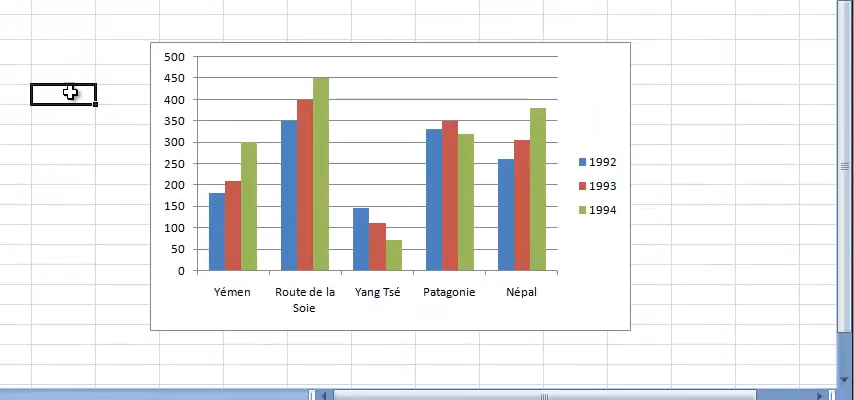 500
450
400
350
300
250
200
150
100
50
0
1992
1993
1994
Yémen
Route de la
Soie
Yang Tsé
Patagonie
Népal